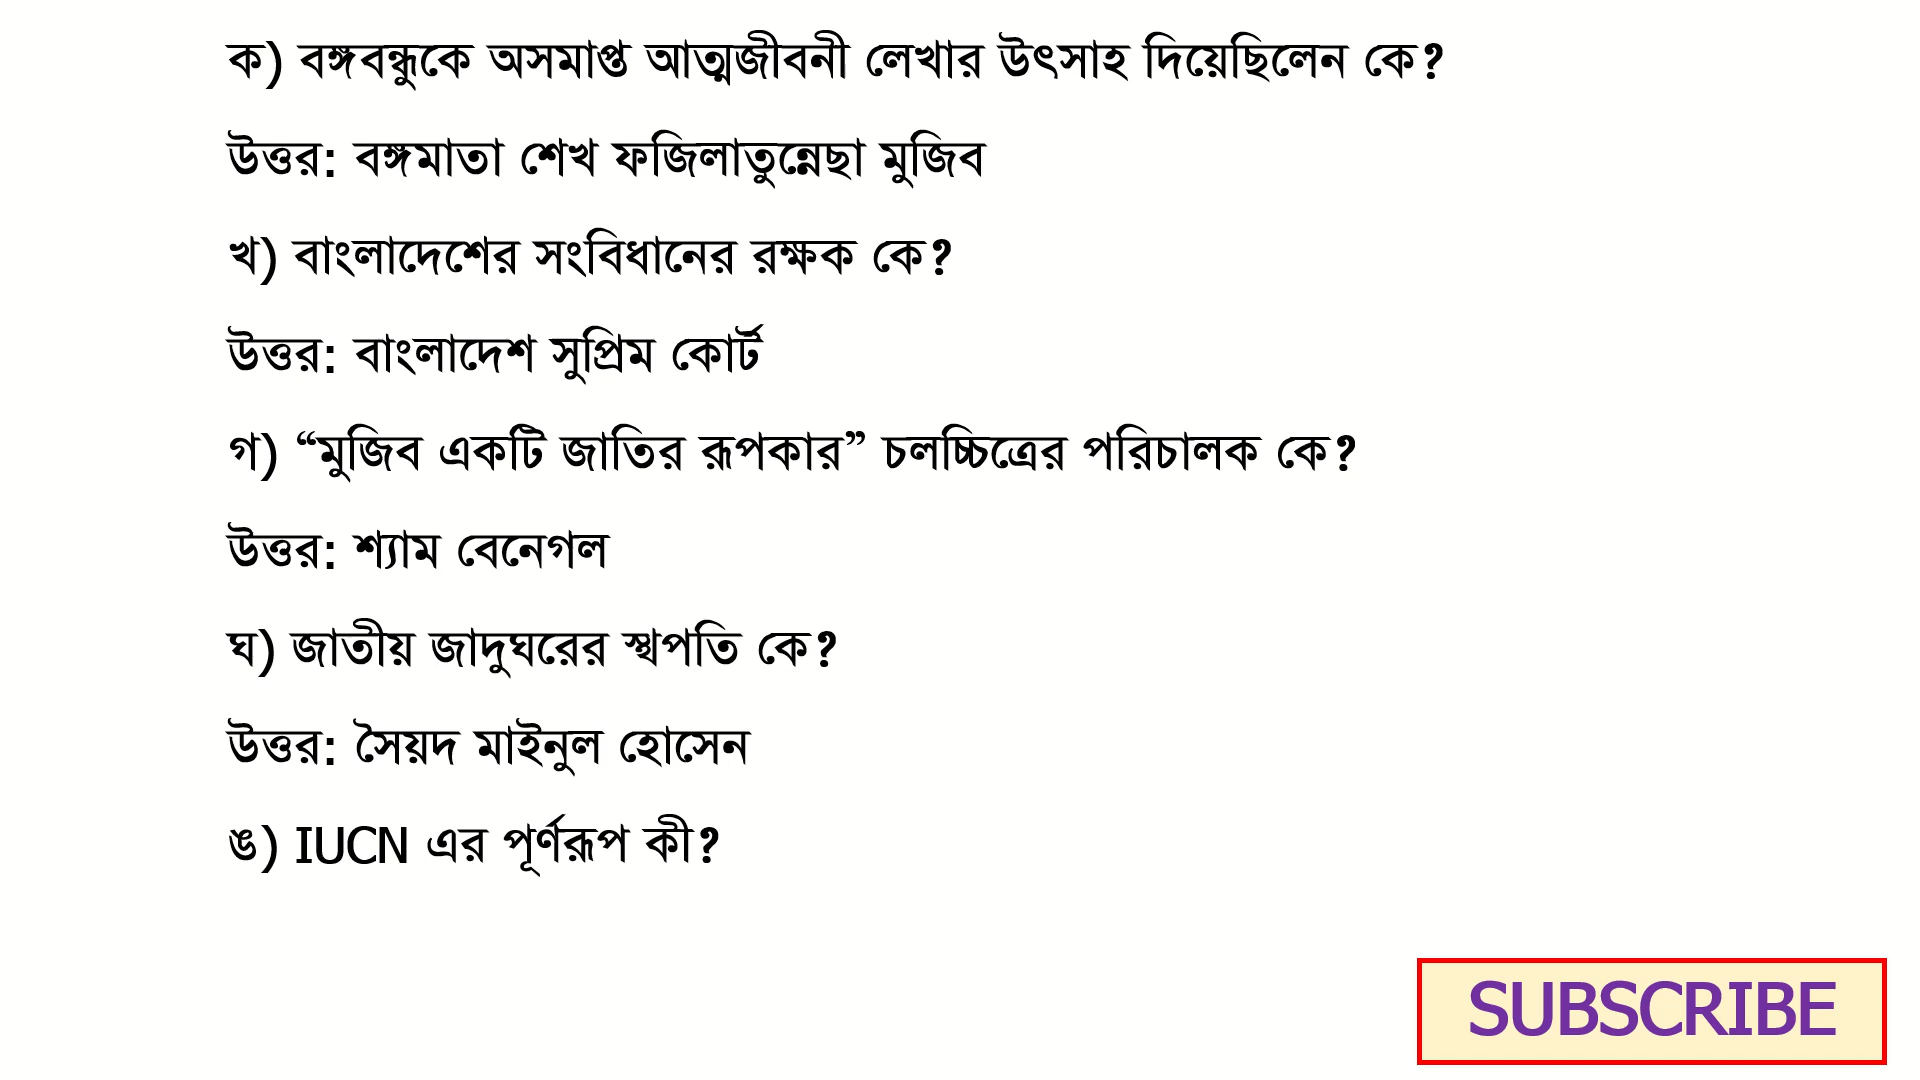 ক) বঙ্গবন্ধুকে অসমাপ্ত আত্মজীবনী লেখার উৎসাহ দিয়েছিলেন কে?
উত্তর: বঙ্গমাতা শেখ ফজিলাতুন্নেছা মুজিব
খ) বাংলাদেশের সংবিধানের রক্ষক কে?
উত্তর: বাংলাদেশ সুপ্রিম কোর্ট
গ) “মুজিব একটি জাতির রূপকার” চলচ্চিত্রের পরিচালক কে?
উত্তর: শ্যাম বেনেগল
ঘ) জাতীয় জাদুঘরের স্থপতি কে?
উত্তর: সৈয়দ মাইনুল হোসেন
ঙ) IUCN এর পূর্ণরূপ কী?
SUBSCRIBE